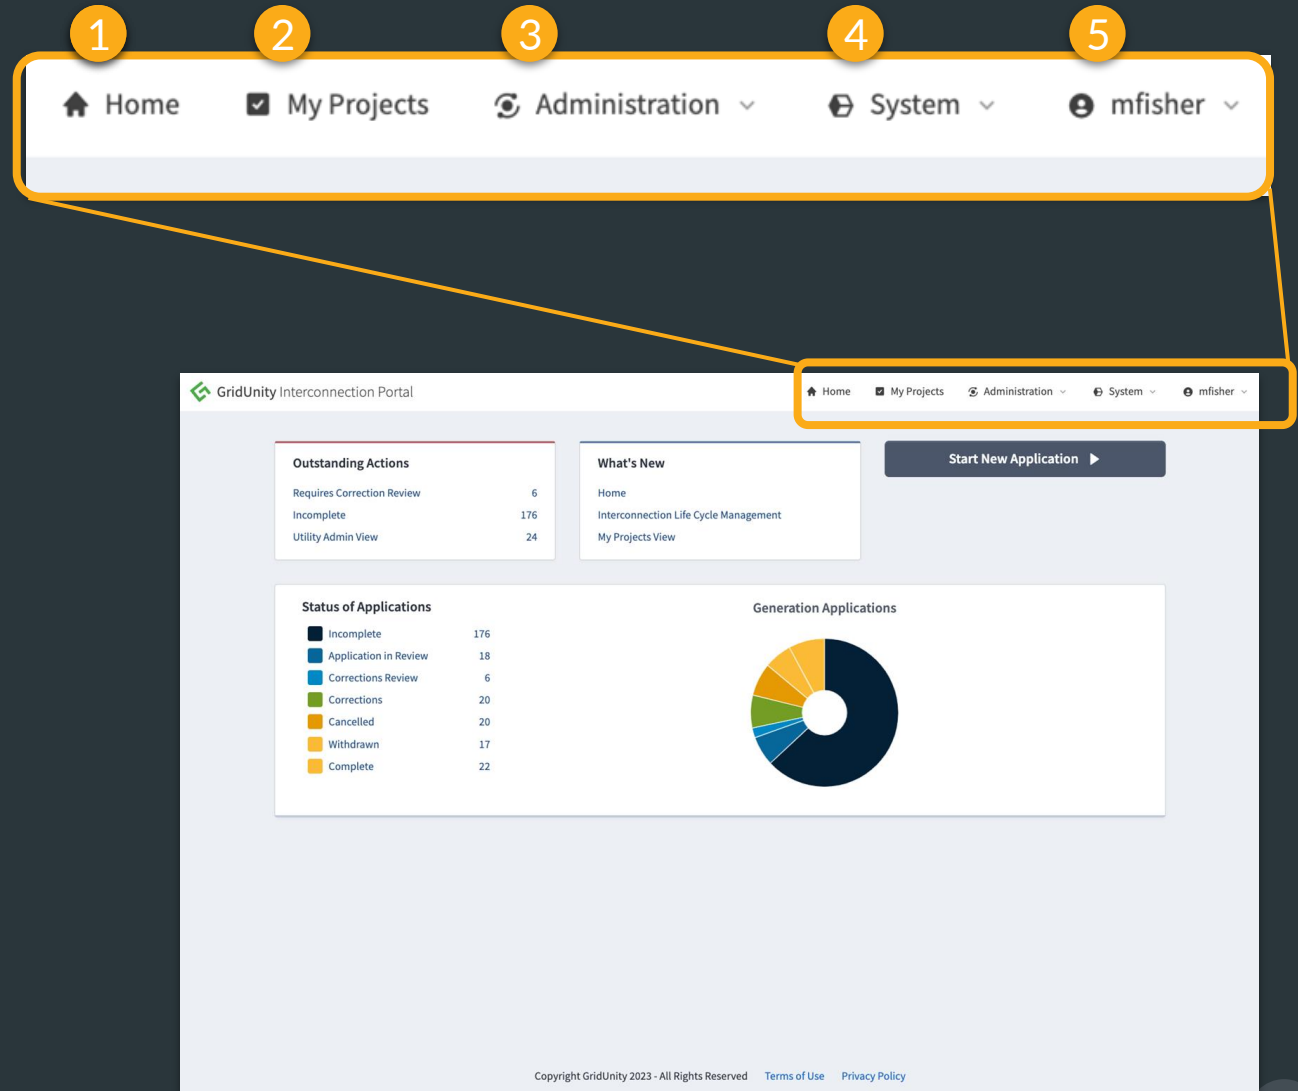 1 2 3 4 5
Home My Projects Administration System mfisher
GridUnity Interconnection Portal Home My Projects Administration System mfisher
Outstanding Actions
Requires Correction Review 6
Incomplete 176
Utility Admin View 24
What's New
Home
Interconnection Life Cycle Management
My Projects View
Start New Application
Status of Applications
Incomplete 176
Application in Review 18
Corrections Review 6
Corrections 20
Cancelled 20
Withdrawn 17
Complete 22
Generation Applications
Copyright GridUnity 2023 - All Rights Reserved Terms of Use Privacy Policy